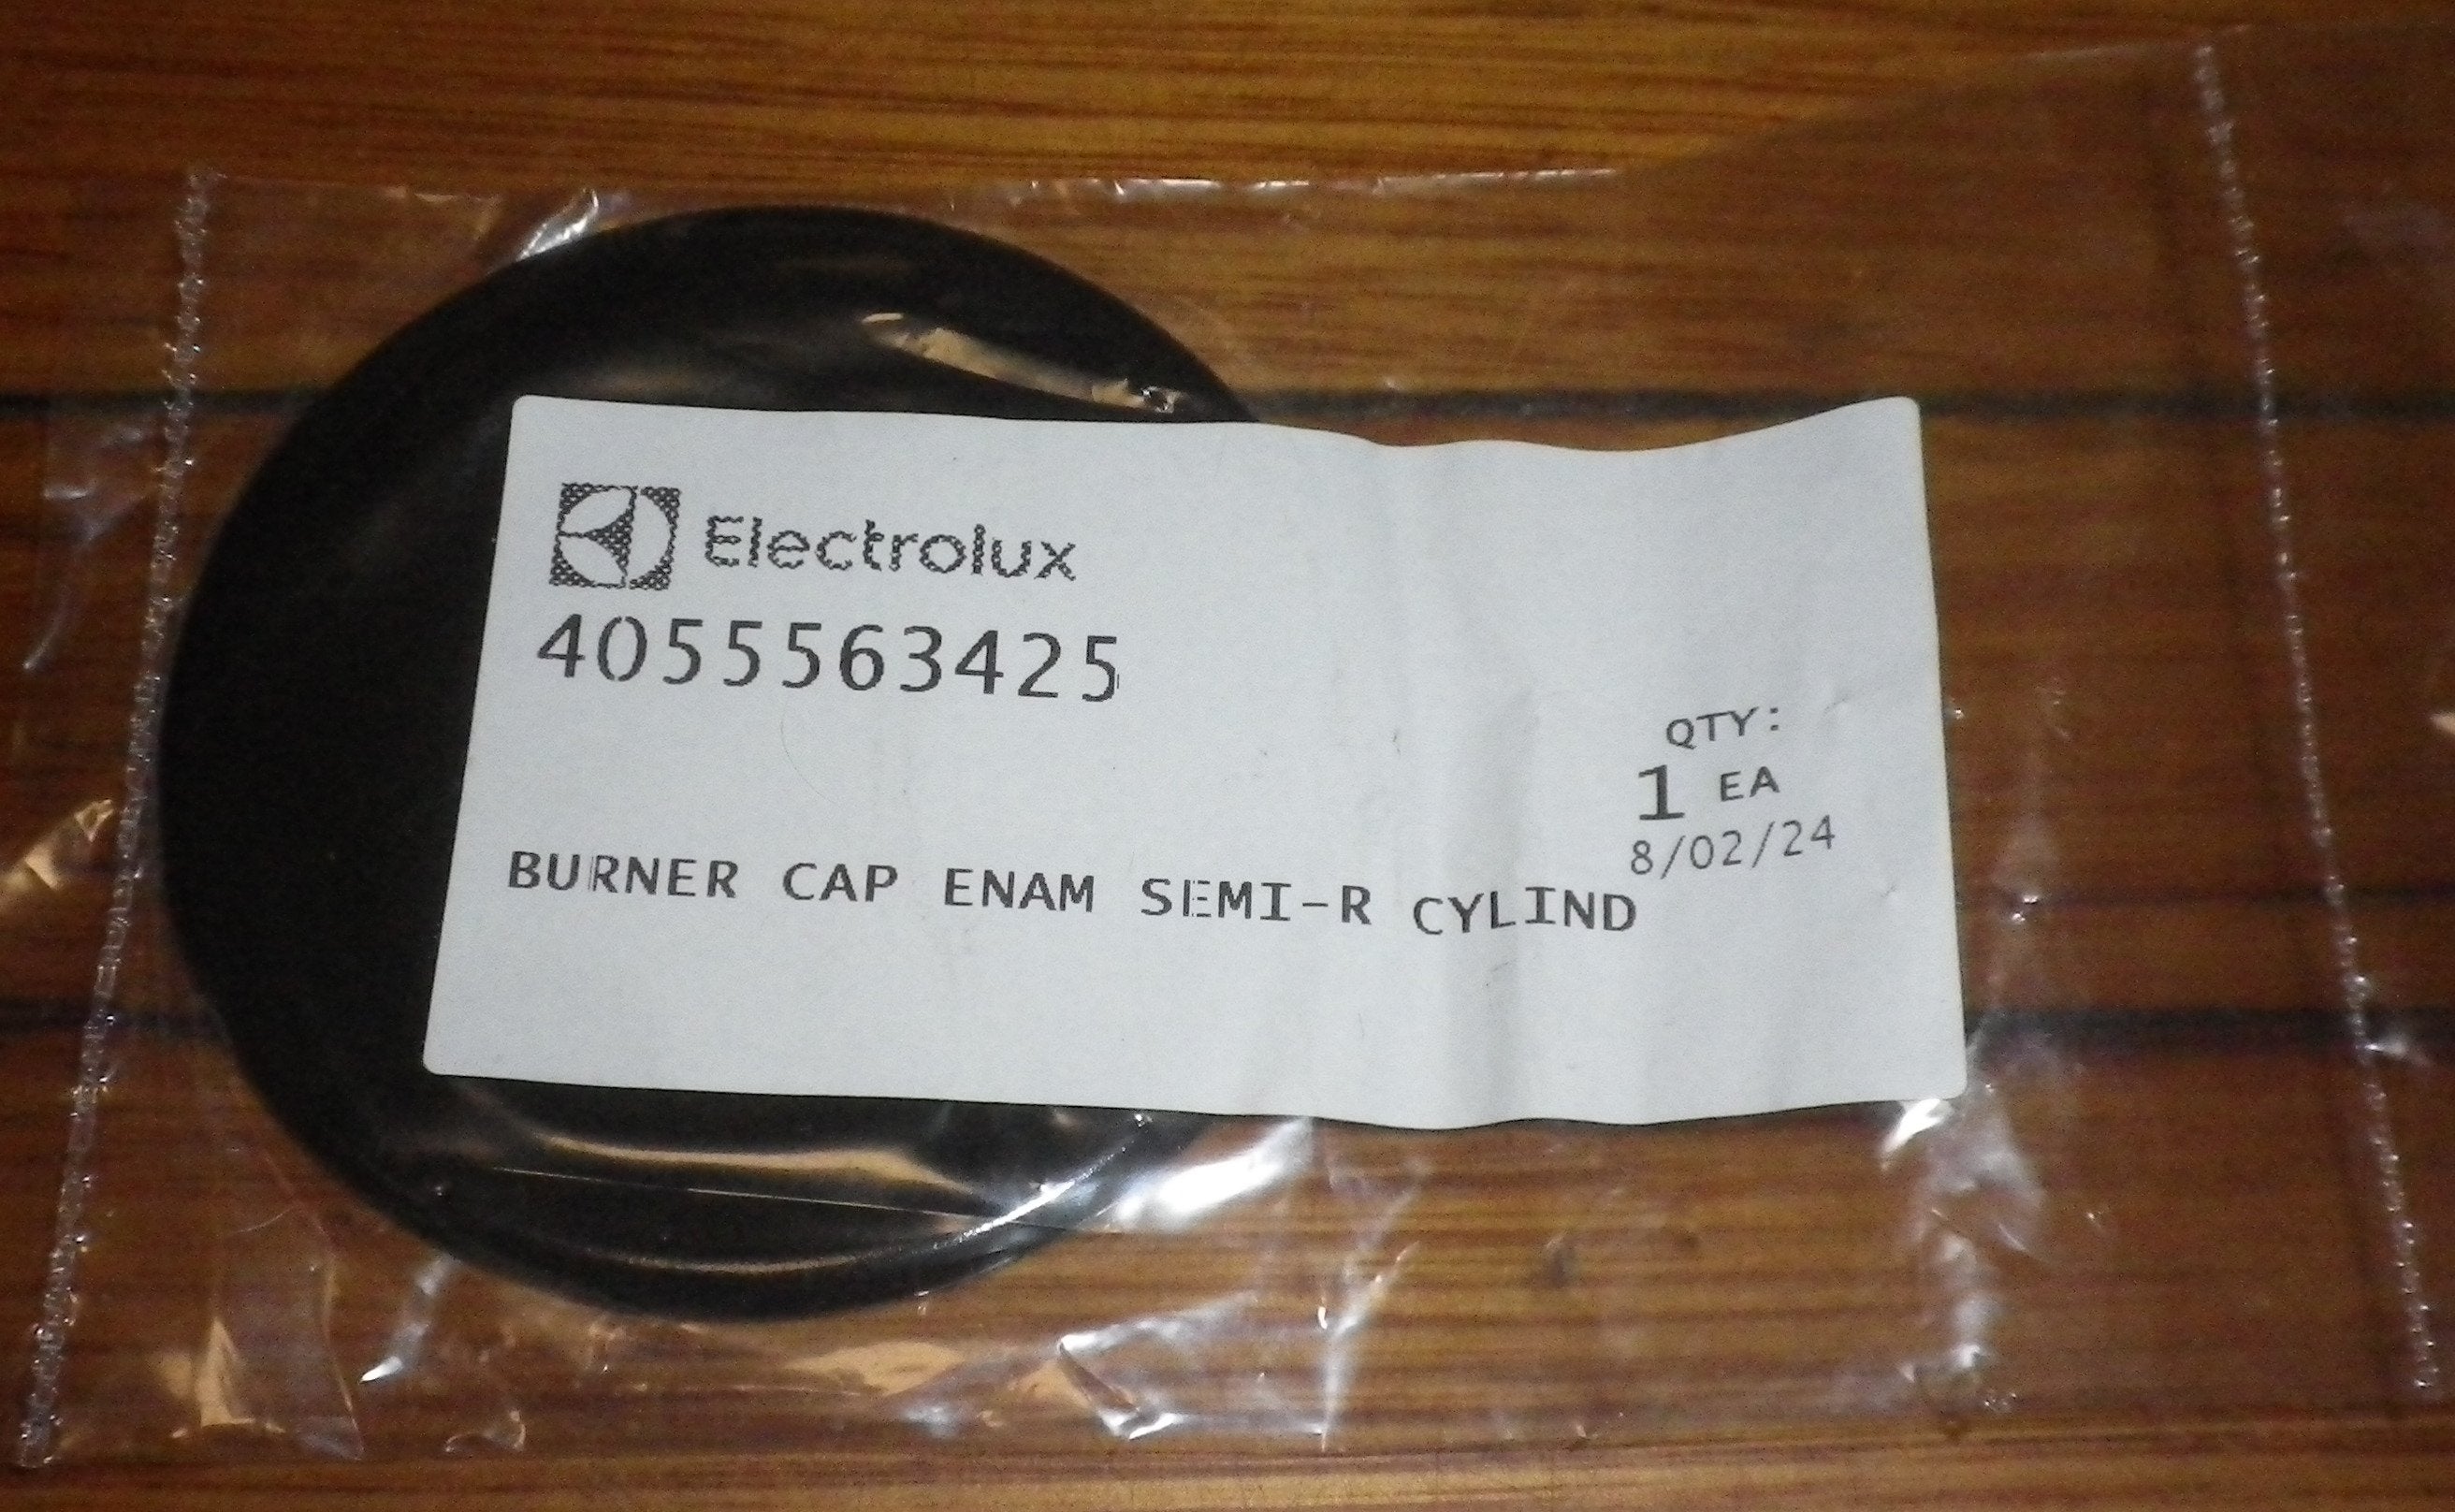 Electrolux
4055563425
QTY:
1 EA
8/02/24
BURNER CAP ENAM SEMI-R CYLIND